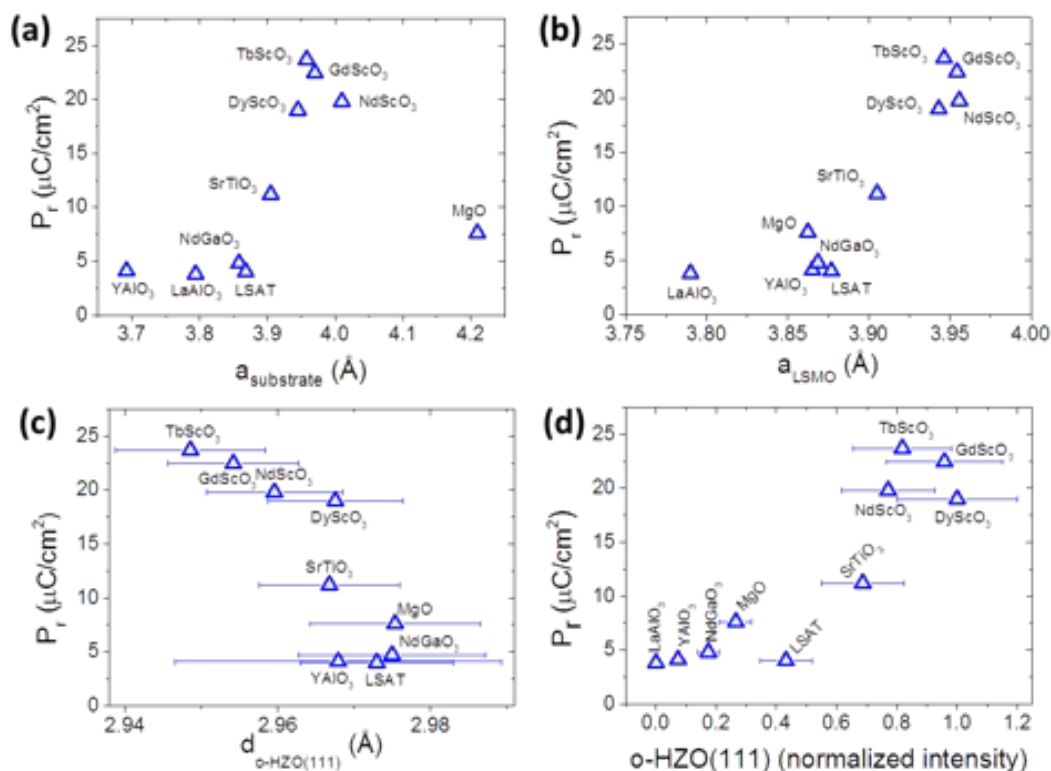 (a)
25
20
15
10
5
0
P_r (μC/cm²)
TbScO₃
GdScO₃
DyScO₃
NdScO₃
SrTiO₃
MgO
NdGaO₃
YAlO₃
LaAlO₃
LSAT
3.7
3.8
3.9
4.0
4.1
4.2
a_substrate (Å)
(b)
25
20
15
10
5
0
P_r (μC/cm²)
TbScO₃
GdScO₃
DyScO₃
NdScO₃
SrTiO₃
MgO
NdGaO₃
YAlO₃
LSAT
LaAlO₃
3.75
3.80
3.85
3.90
3.95
4.00
a_LSMO (Å)
(c)
25
20
15
10
5
0
P_r (μC/cm²)
TbScO₃
GdScO₃
NdScO₃
DyScO₃
SrTiO₃
MgO
NdGaO₃
YAlO₃
LSAT
2.94
2.96
2.98
d_o-HZO(111) (Å)
(d)
25
20
15
10
5
0
Pr (μC/cm²)
TbScO₃
GdScO₃
NdScO₃
DyScO₃
SrTiO₃
LaAlO₃
YAlO₃
NdGaO₃
MgO
LSAT
0.0
0.2
0.4
0.6
0.8
1.0
1.2
o-HZO(111) (normalized intensity)